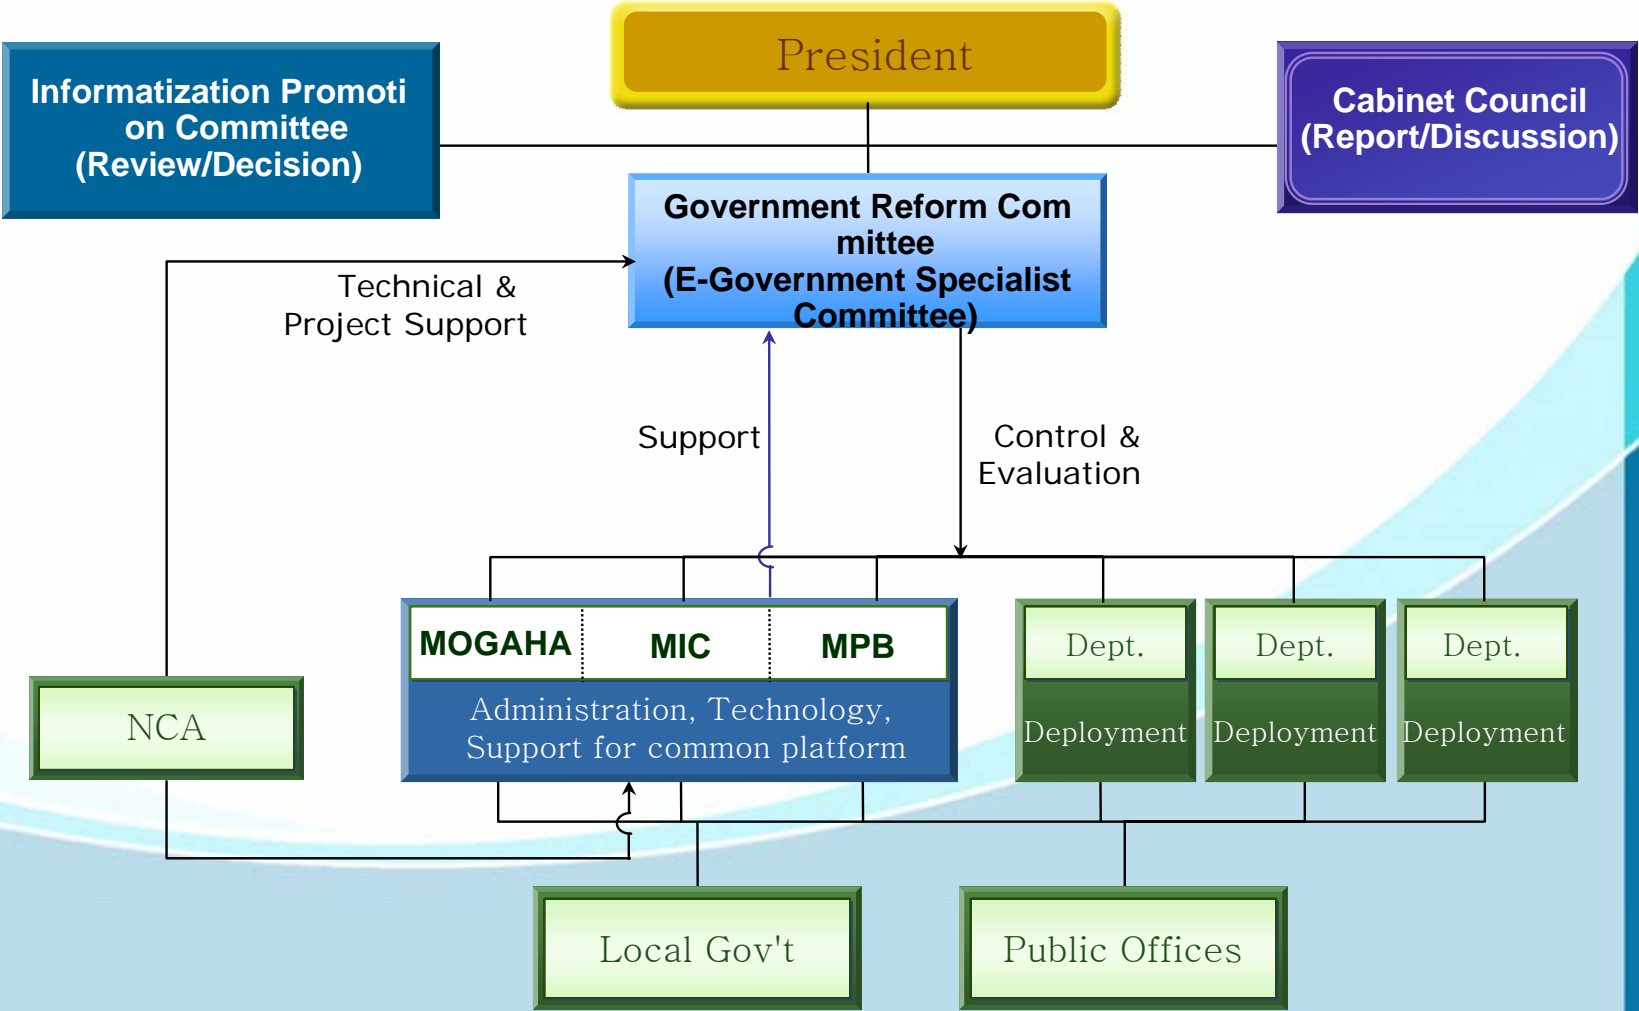 President
Informatization Promoti
on Committee
(Review/Decision)
Cabinet Council
(Report/Discussion)
Government Reform Com
mittee
(E-Government Specialist
Committee)
Technical &
Project Support
Support
Control &
Evaluation
MOGAHA
MIC
MPB
Administration, Technology,
Support for common platform
Dept.
Deployment
Dept.
Deployment
Dept.
Deployment
NCA
Local Gov't
Public Offices